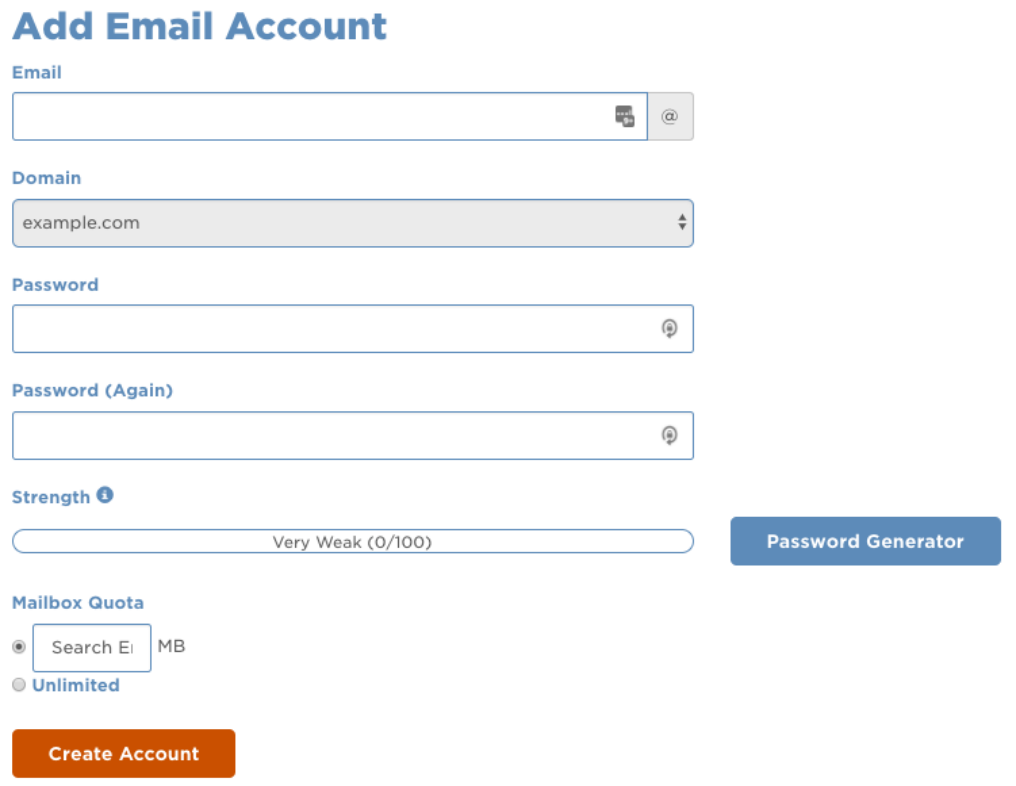 Add Email Account
Email
@
Domain
example.com
Password
Password (Again)
Strength
Very Weak (0/100)
Password Generator
Mailbox Quota
Search Er MB
Unlimited
Create Account